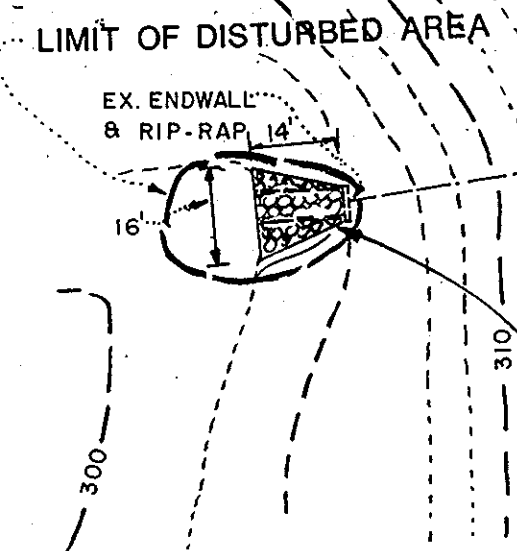 LIMIT OF DISTURBED AREA
EX. ENDWALL
& RIP-RAP 14'
16'
310
300